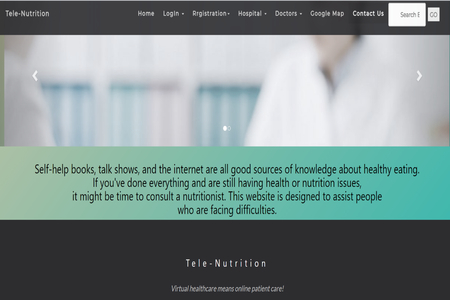 Tele-Nutrition
Home LogIn Rrgistration Hospital Doctors Google Map Contact Us Search E GO
Self-help books, talk shows, and the internet are all good sources of knowledge about healthy eating.
If you've done everything and are still having health or nutrition issues,
it might be time to consult a nutritionist. This website is designed to assist people
who are facing difficulties.
Tele-Nutrition
Virtual healthcare means online patient care!